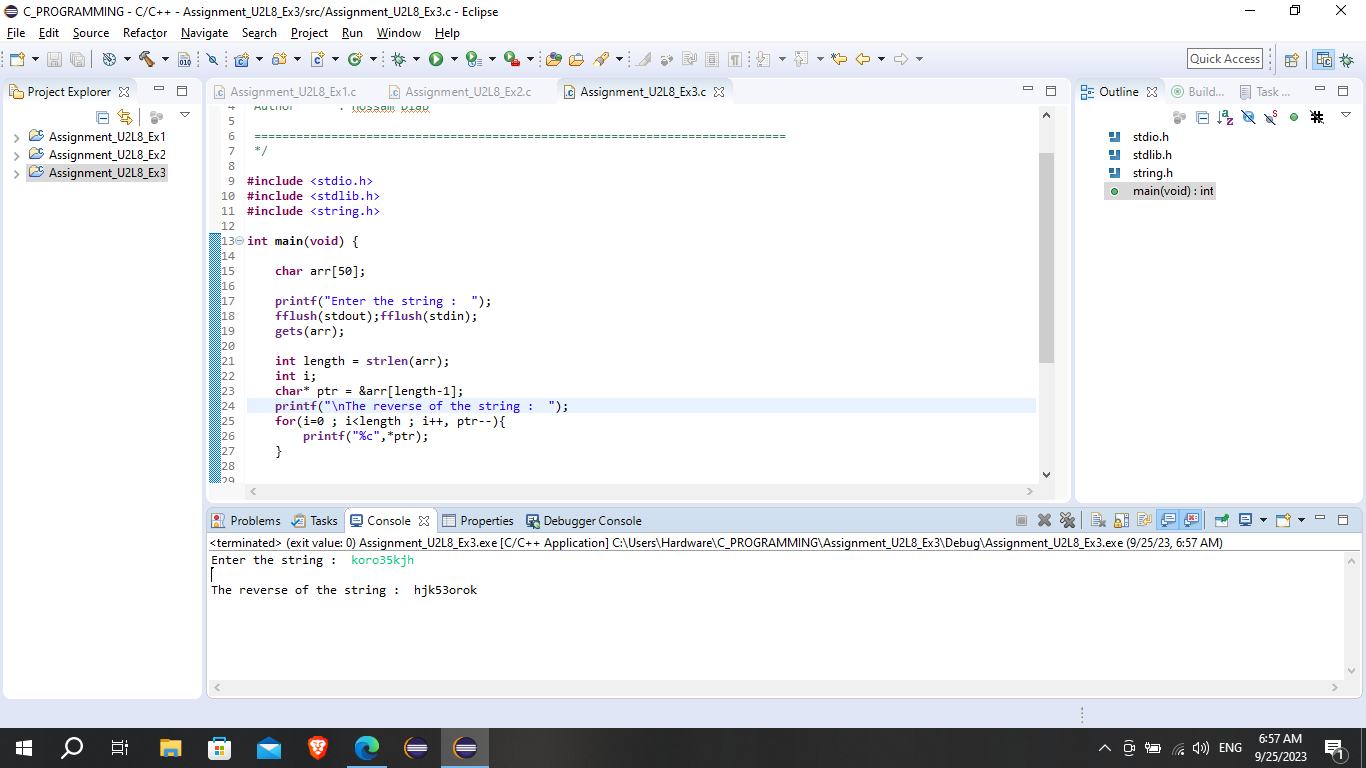 C_PROGRAMMING - C/C++ - Assignment_U2L8_Ex3/src/Assignment_U2L8_Ex3.c - Eclipse
File Edit Source Refactor Navigate Search Project Run Window Help
Quick Access
Project Explorer
Assignment_U2L8_Ex1
Assignment_U2L8_Ex2
Assignment_U2L8_Ex3
Assignment_U2L8_Ex1.c Assignment_U2L8_Ex2.c Assignment_U2L8_Ex3.c
4 Author : Hossam Diab
5
6 ============================================================================
7 */
8
9 #include <stdio.h>
10 #include <stdlib.h>
11 #include <string.h>
12
13 int main(void) {
14
15 char arr[50];
16
17 printf("Enter the string :  ");
18 fflush(stdout);fflush(stdin);
19 gets(arr);
20
21 int length = strlen(arr);
22 int i;
23 char* ptr = &arr[length-1];
24 printf("\nThe reverse of the string :  ");
25 for(i=0 ; i<length ; i++, ptr--){
26 printf("%c",*ptr);
27 }
28
29
Outline Build... Task ...
stdio.h
stdlib.h
string.h
main(void) : int
Problems Tasks Console Properties Debugger Console
<terminated> (exit value: 0) Assignment_U2L8_Ex3.exe [C/C++ Application] C:\Users\Hardware\C_PROGRAMMING\Assignment_U2L8_Ex3\Debug\Assignment_U2L8_Ex3.exe (9/25/23, 6:57 AM)
Enter the string :  koro35kjh
The reverse of the string :  hjk53orok
ENG
6:57 AM
9/25/2023
1